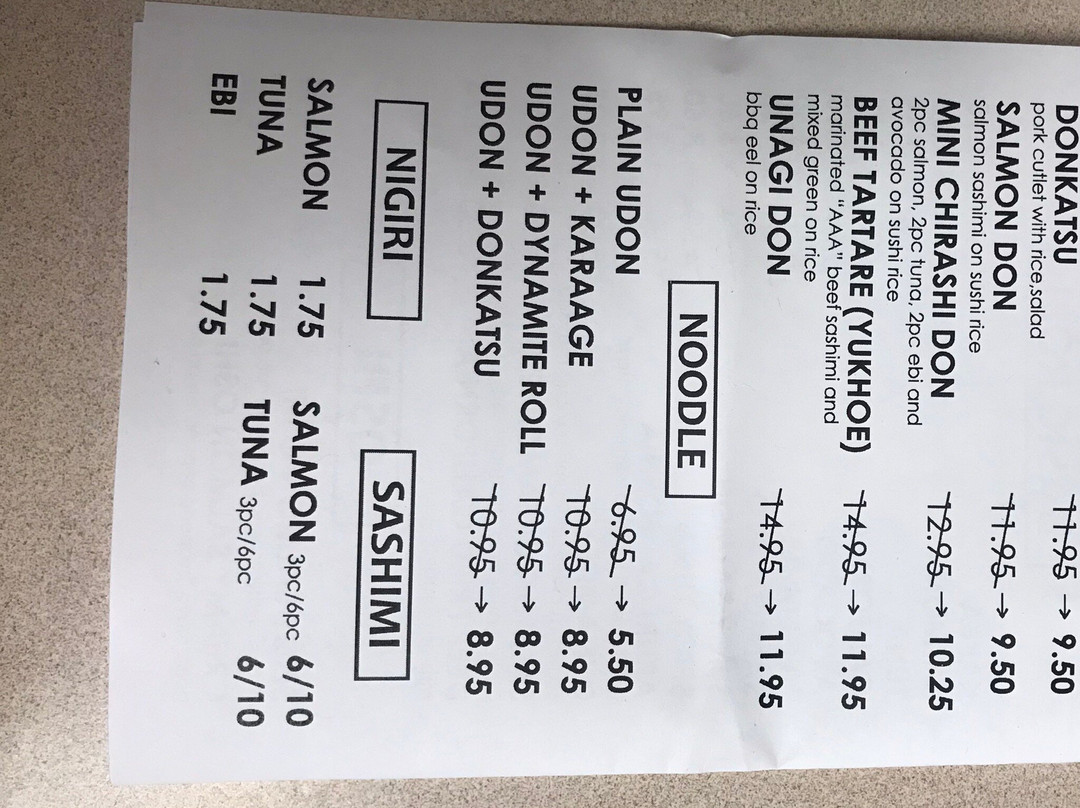 DONKATSU 11.95 → 9.50
pork cutlet with rice,salad
SALMON DON 11.95 → 9.50
salmon sashimi on sushi rice
MINI CHIRASHI DON 12.95 → 10.25
2pc salmon, 2pc tuna, 2pc ebi and
avocado on sushi rice
BEEF TARTARE (YUKHOE) 14.95 → 11.95
marinated "AAA" beef sashimi and
mixed green on rice
UNAGI DON 14.95 → 11.95
bbq eel on rice
NOODLE
PLAIN UDON 6.95 → 5.50
UDON + KARAAGE 10.95 → 8.95
UDON + DYNAMITE ROLL 10.95 → 8.95
UDON + DONKATSU 10.95 → 8.95
NIGIRI
SALMON 1.75
TUNA 1.75
EBI 1.75
SASHIMI
SALMON 3pc/6pc 6/10
TUNA 3pc/6pc 6/10